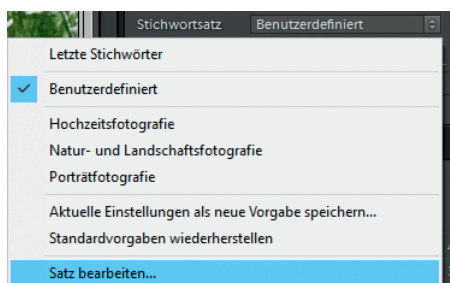 Stichwortsatz Benutzerdefiniert
Letzte Stichwörter
Benutzerdefiniert
Hochzeitsfotografie
Natur- und Landschaftsfotografie
Porträtfotografie
Aktuelle Einstellungen als neue Vorgabe speichern...
Standardvorgaben wiederherstellen
Satz bearbeiten...